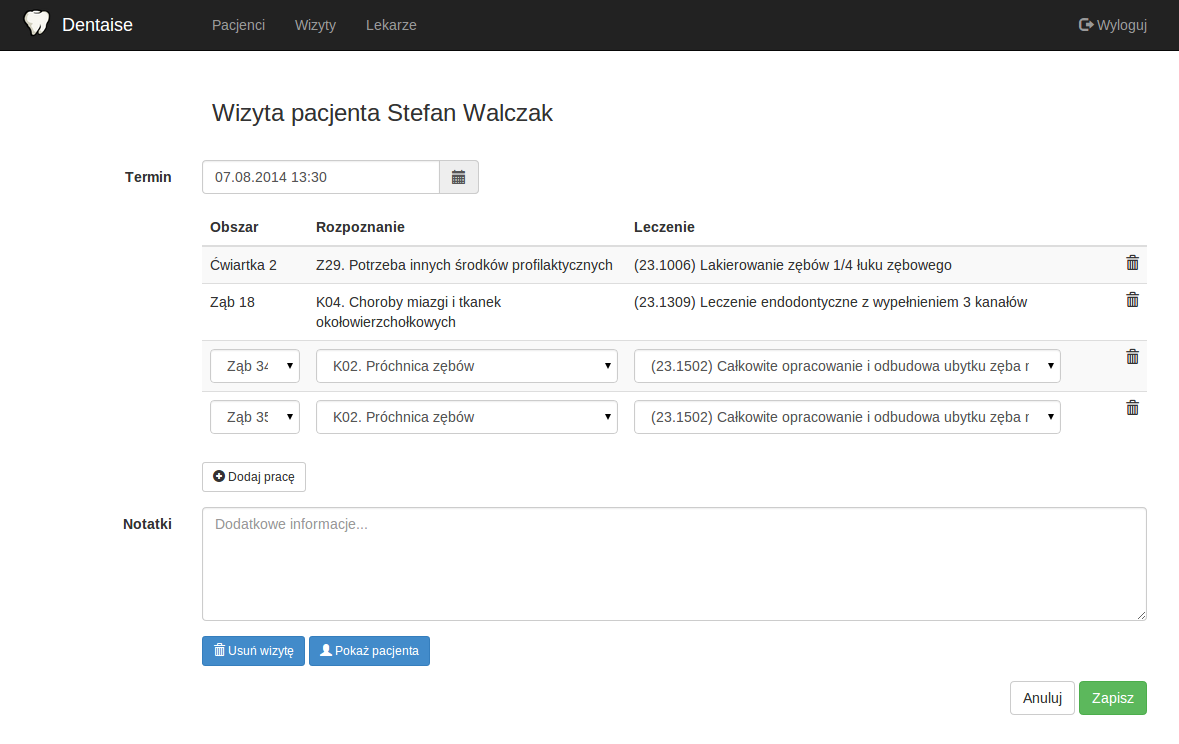 Dentaise Pacjenci Wizyty Lekarze Wyloguj
Wizyta pacjenta Stefan Walczak
Termin 07.08.2014 13:30
Obszar Rozpoznanie Leczenie
Ćwiartka 2 Z29. Potrzeba innych środków profilaktycznych (23.1006) Lakierowanie zębów 1/4 łuku zębowego
Ząb 18 K04. Choroby miazgi i tkanek (23.1309) Leczenie endodontyczne z wypełnieniem 3 kanałów
okołowierzchołkowych
Ząb 34 K02. Próchnica zębów (23.1502) Całkowite opracowanie i odbudowa ubytku zęba
Ząb 35 K02. Próchnica zębów (23.1502) Całkowite opracowanie i odbudowa ubytku zęba
Dodaj pracę
Notatki Dodatkowe informacje...
Usuń wizytę Pokaż pacjenta
Anuluj Zapisz